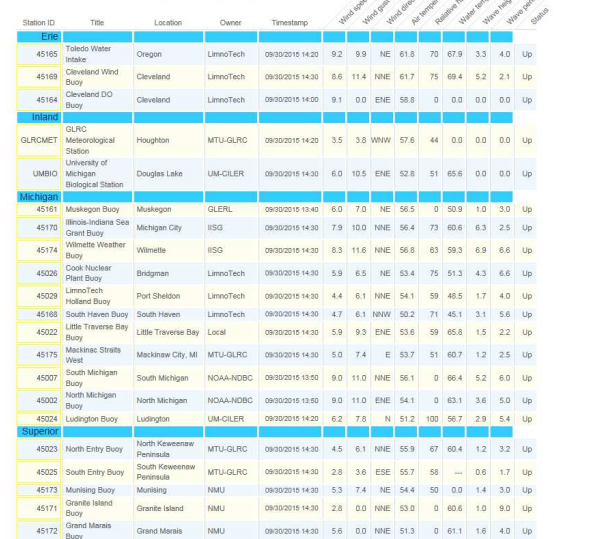 Station ID Title Location Owner Timestamp Wind speed Wind gust Wind direc Air temper Relative h Water temp Wave heig Wave peri Status
Erie
45165 Toledo Water Intake Oregon LimnoTech 09/30/2015 14:20 9.2 9.9 NE 61.8 70 67.9 3.3 4.0 Up
45169 Cleveland Wind Buoy Cleveland LimnoTech 09/30/2015 14:30 8.6 11.4 NNE 61.7 75 69.4 5.2 2.1 Up
45164 Cleveland DO Buoy Cleveland LimnoTech 09/30/2015 14:00 9.1 0.0 ENE 58.8 0 0.0 0.0 0.0 Up
Inland
GLRCMET GLRC Meteorological Station Houghton MTU-GLRC 09/30/2015 14:20 3.5 3.8 WNW 57.6 44 0.0 0.0 0.0 Up
UMBIO University of Michigan Biological Station Douglas Lake UM-CILER 09/30/2015 14:30 6.0 10.5 ENE 52.8 51 65.6 0.0 0.0 Up
Michigan
45161 Muskegon Buoy Muskegon GLERL 09/30/2015 13:40 6.0 7.0 NE 56.5 0 50.9 1.0 3.0 Up
45170 Illinois-Indiana Sea Grant Buoy Michigan City IISG 09/30/2015 14:30 7.9 10.0 NNE 56.4 73 60.6 6.3 2.5 Up
45174 Wilmette Weather Buoy Wilmette IISG 09/30/2015 14:30 8.3 11.6 NNE 56.8 63 59.3 6.9 6.6 Up
45026 Cook Nuclear Plant Buoy Bridgman LimnoTech 09/30/2015 14:30 5.9 6.5 NE 53.4 75 51.3 4.3 6.6 Up
45029 LimnoTech Holland Buoy Port Sheldon LimnoTech 09/30/2015 14:30 4.4 6.1 NNE 54.1 59 48.5 1.7 4.0 Up
45168 South Haven Buoy South Haven LimnoTech 09/30/2015 14:30 4.7 6.1 NNW 50.2 71 45.1 3.1 5.6 Up
45022 Little Traverse Bay Buoy Little Traverse Bay Local 09/30/2015 14:30 5.9 9.3 ENE 53.6 59 65.8 1.5 2.2 Up
45175 Mackinac Straits West Mackinaw City, MI MTU-GLRC 09/30/2015 14:30 5.0 7.4 E 53.7 51 60.7 1.2 2.5 Up
45007 South Michigan Buoy South Michigan NOAA-NDBC 09/30/2015 13:50 9.0 11.0 NNE 56.1 0 66.4 5.2 6.0 Up
45002 North Michigan Buoy North Michigan NOAA-NDBC 09/30/2015 13:50 9.0 11.0 ENE 54.1 0 63.1 3.6 5.0 Up
45024 Ludington Buoy Ludington UM-CILER 09/30/2015 14:20 6.2 7.8 N 51.2 100 56.7 2.9 5.4 Up
Superior
45023 North Entry Buoy North Keweenaw Peninsula MTU-GLRC 09/30/2015 14:30 4.5 6.1 NNE 55.9 67 60.4 1.2 3.2 Up
45025 South Entry Buoy South Keweenaw Peninsula MTU-GLRC 09/30/2015 14:30 2.8 3.6 ESE 55.7 58 --- 0.6 1.7 Up
45173 Munising Buoy Munising NMU 09/30/2015 14:30 5.3 7.4 NE 54.4 50 0.0 1.4 3.0 Up
45171 Granite Island Buoy Granite Island NMU 09/30/2015 14:30 2.8 0.0 NNE 53.0 0 60.6 1.0 9.0 Up
45172 Grand Marais Buoy Grand Marais NMU 09/30/2015 14:30 5.6 0.0 NNE 51.3 0 61.1 1.6 4.0 Up